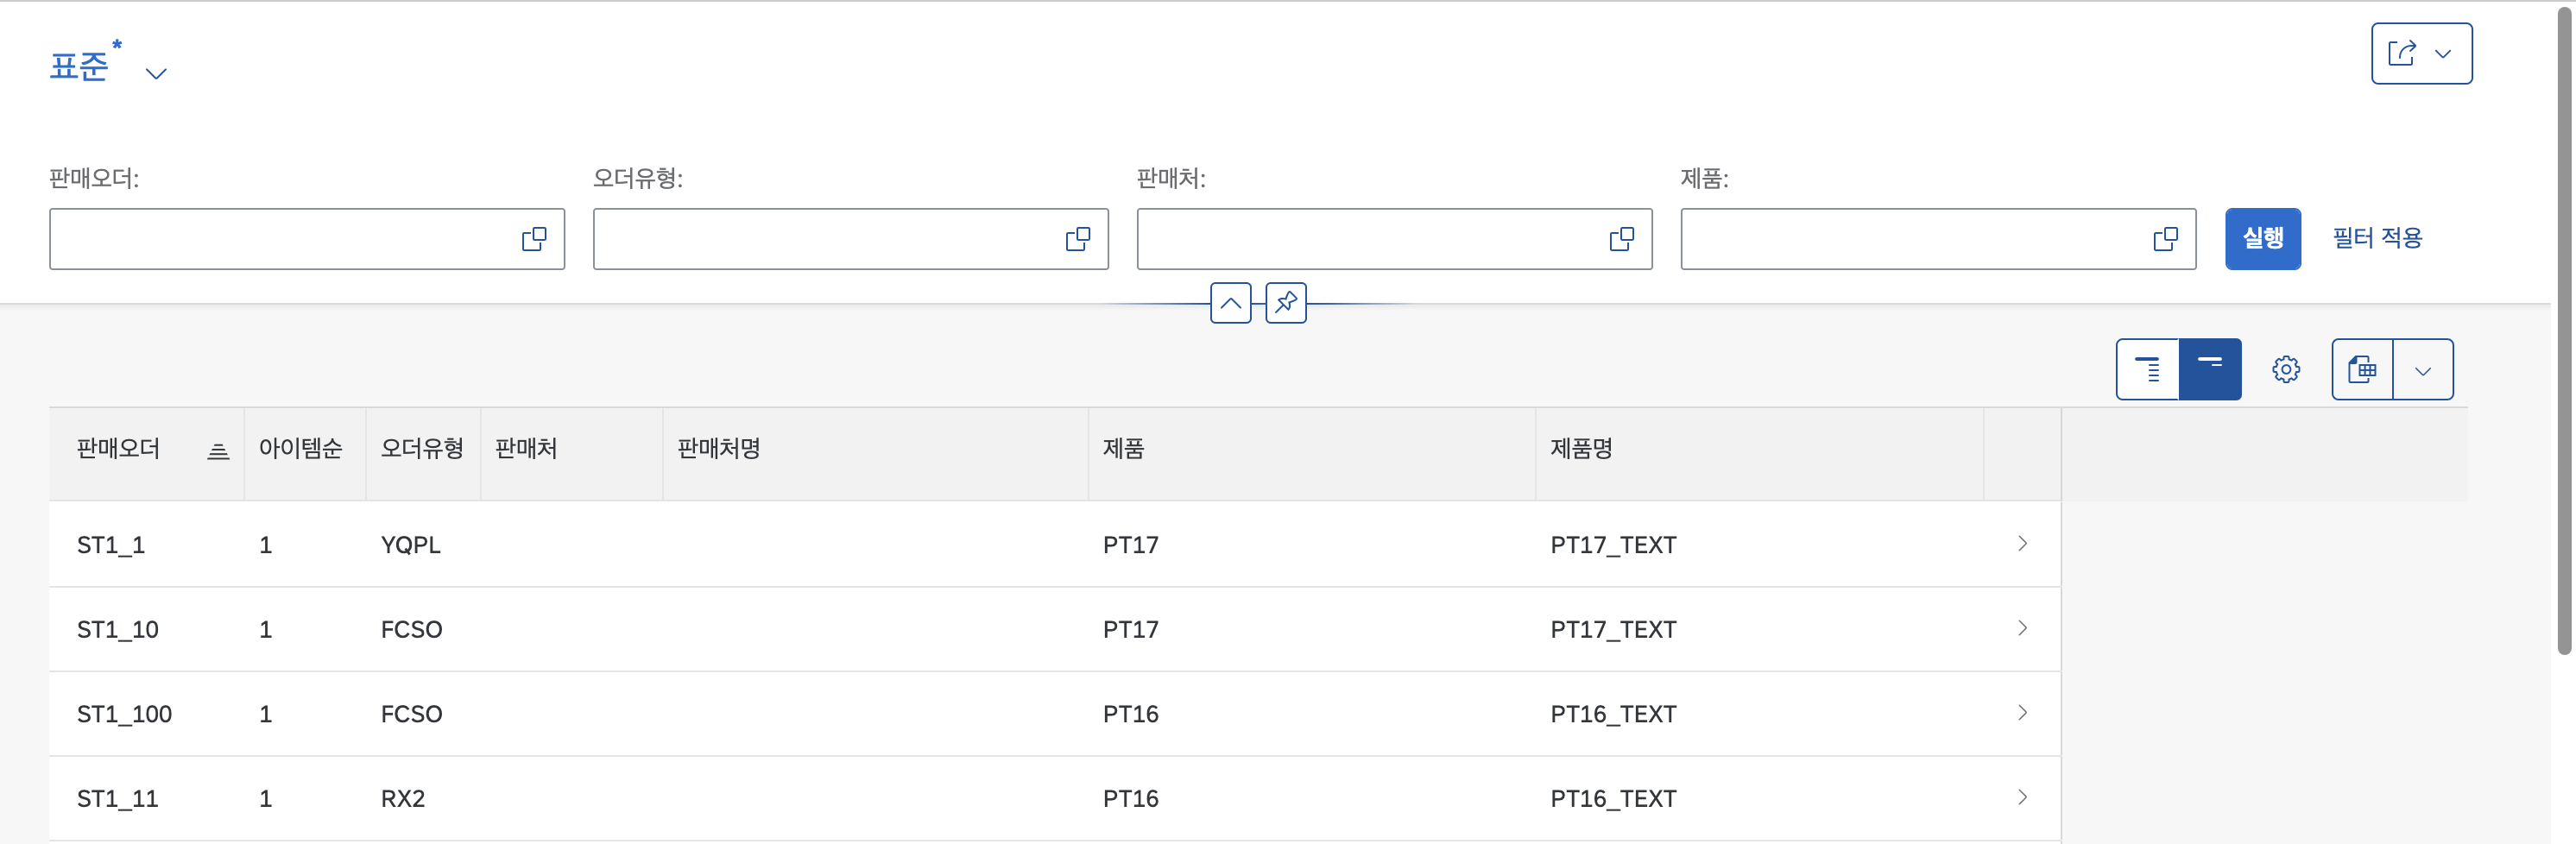 표준*
판매오더: 오더유형: 판매처: 제품:
실행 필터 적용
판매오더 아이템순 오더유형 판매처 판매처명 제품 제품명
ST1_1 1 YQPL PT17 PT17_TEXT
ST1_10 1 FCSO PT17 PT17_TEXT
ST1_100 1 FCSO PT16 PT16_TEXT
ST1_11 1 RX2 PT16 PT16_TEXT